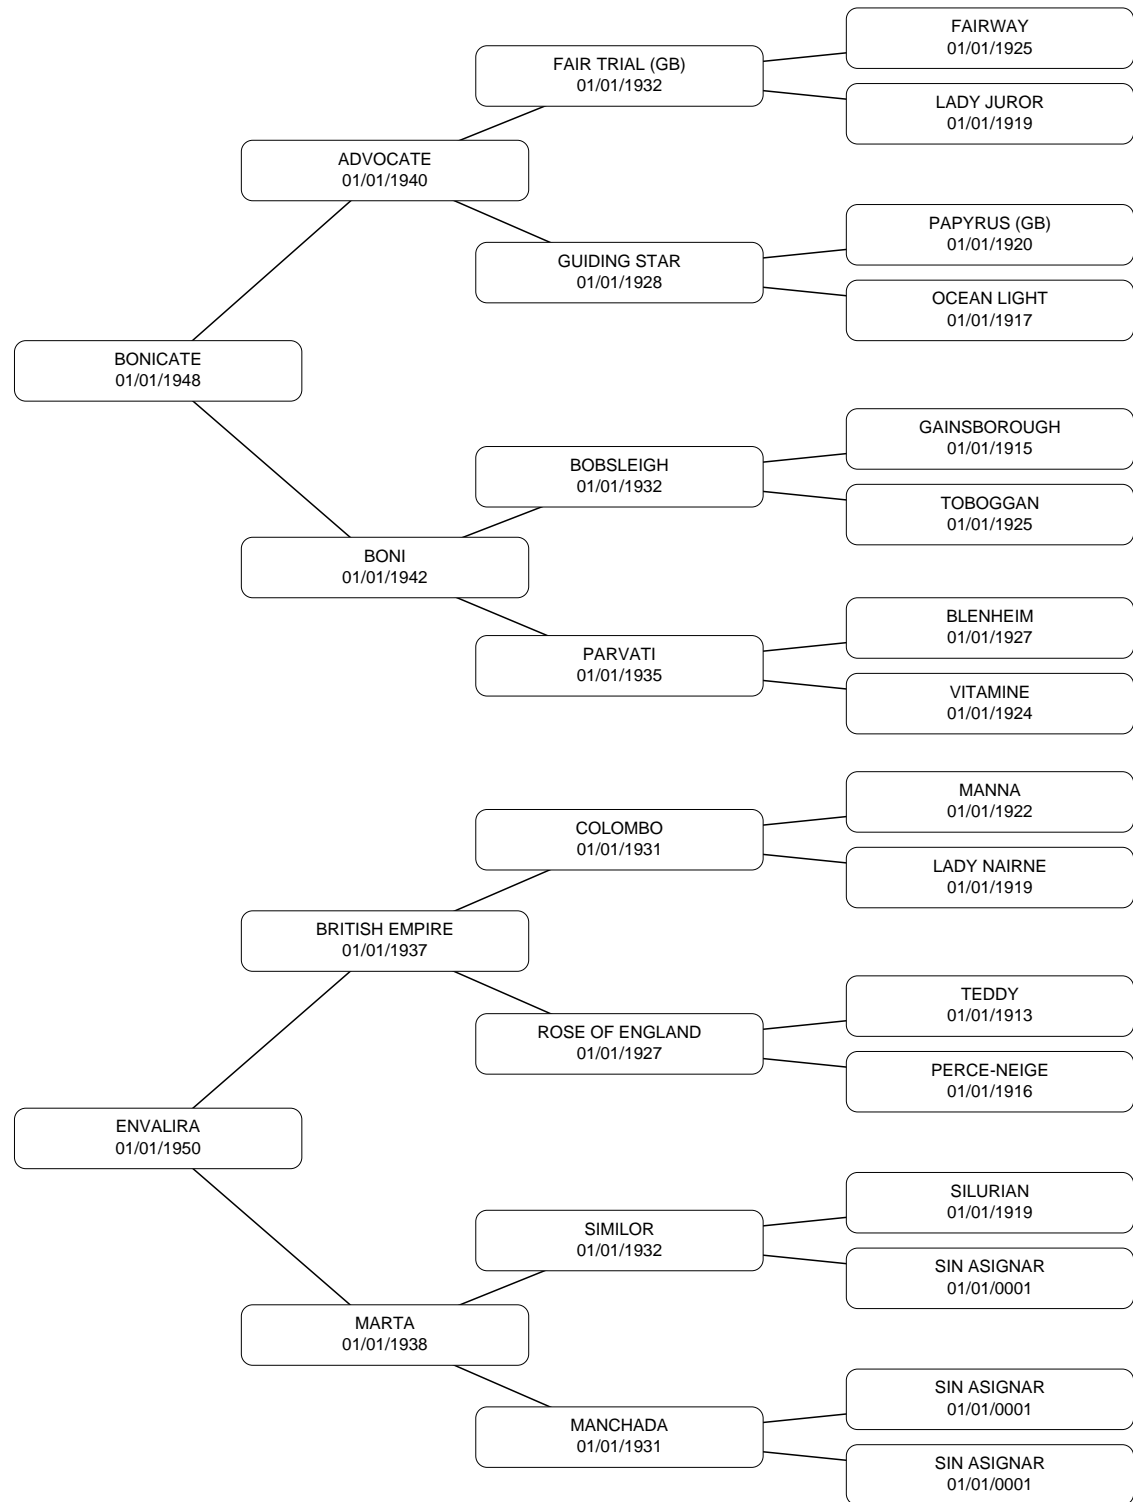 FAIRWAY
01/01/1925
FAIR TRIAL (GB)
01/01/1932
LADY JUROR
01/01/1919
ADVOCATE
01/01/1940
PAPYRUS (GB)
01/01/1920
GUIDING STAR
01/01/1928
OCEAN LIGHT
01/01/1917
BONICATE
01/01/1948
GAINSBOROUGH
01/01/1915
BOBSLEIGH
01/01/1932
TOBOGGAN
01/01/1925
BONI
01/01/1942
BLENHEIM
01/01/1927
PARVATI
01/01/1935
VITAMINE
01/01/1924
MANNA
01/01/1922
COLOMBO
01/01/1931
LADY NAIRNE
01/01/1919
BRITISH EMPIRE
01/01/1937
TEDDY
01/01/1913
ROSE OF ENGLAND
01/01/1927
PERCE-NEIGE
01/01/1916
ENVALIRA
01/01/1950
SILURIAN
01/01/1919
SIMILOR
01/01/1932
SIN ASIGNAR
01/01/0001
MARTA
01/01/1938
SIN ASIGNAR
01/01/0001
MANCHADA
01/01/1931
SIN ASIGNAR
01/01/0001